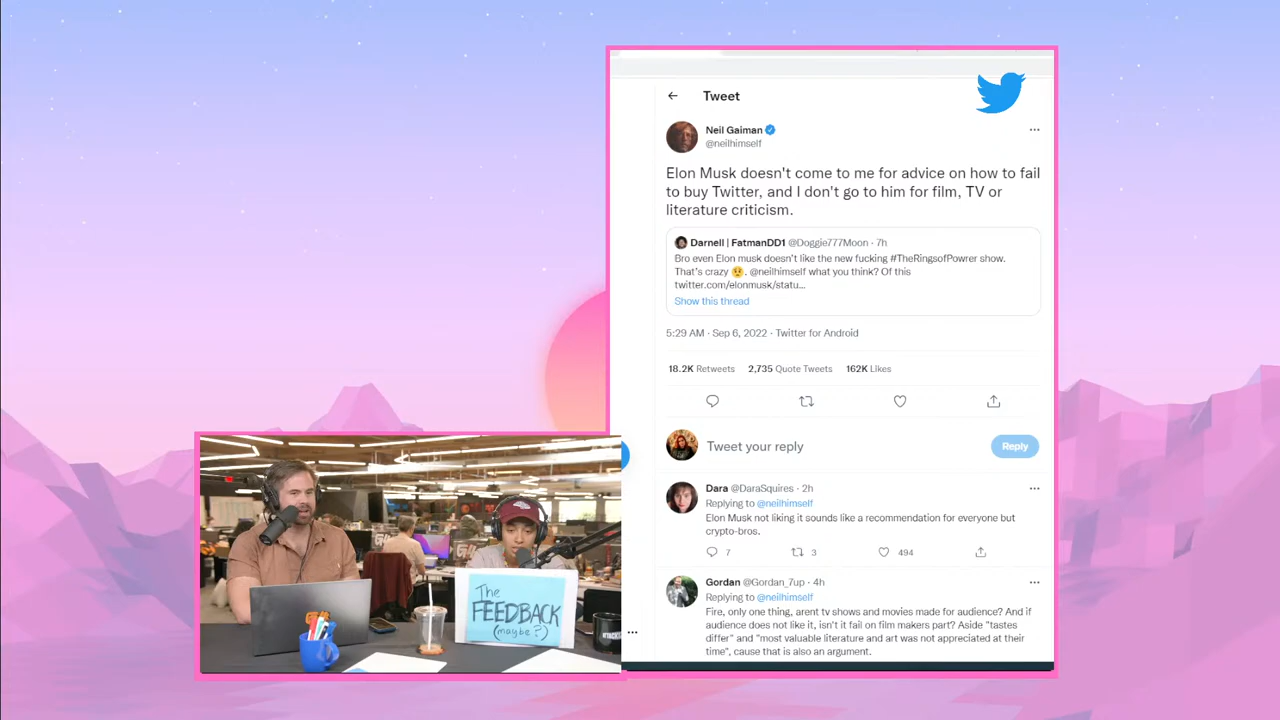 Tweet
Neil Gaiman
@neilhimself
Elon Musk doesn't come to me for advice on how to fail
to buy Twitter, and I don't go to him for film, TV or
literature criticism.
Darnell | FatmanDD1 @Doggie777Moon · 7h
Bro even Elon musk doesn't like the new fucking #TheRingsofPowrer show.
That's crazy 😟. @neilhimself what you think? Of this
twitter.com/elonmusk/statu...
Show this thread
5:29 AM · Sep 6, 2022 · Twitter for Android
18.2K Retweets 2,735 Quote Tweets 162K Likes
Tweet your reply
Reply
Dara @DaraSquires · 2h
Replying to @neilhimself
Elon Musk not liking it sounds like a recommendation for everyone but
crypto-bros.
7 3 494
Gordan @Gordan_7up · 4h
Replying to @neilhimself
Fire, only one thing, arent tv shows and movies made for audience? And if
audience does not like it, isn't it fail on film makers part? Aside "tastes
differ" and "most valuable literature and art was not appreciated at their
time", cause that is also an argument.
The
FEEDBACK
(maybe?)